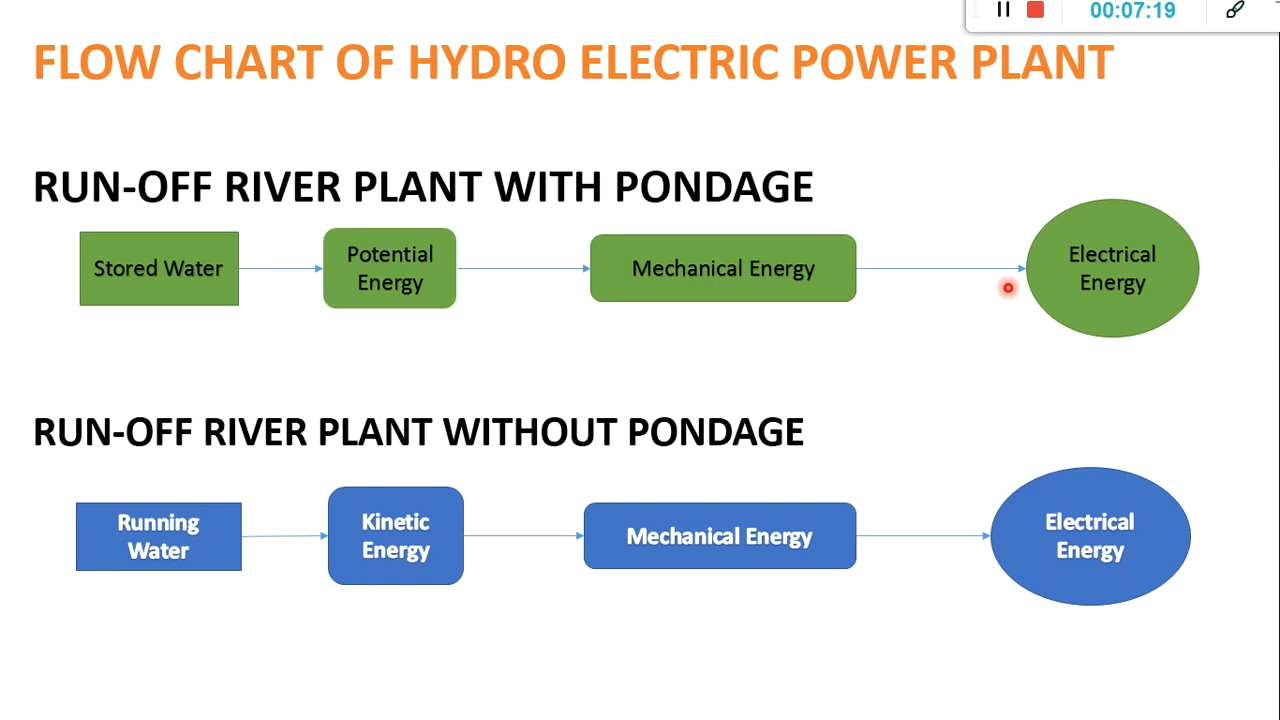 00:07:19
FLOW CHART OF HYDRO ELECTRIC POWER PLANT
RUN-OFF RIVER PLANT WITH PONDAGE
Stored Water
Potential
Energy
Mechanical Energy
Electrical
Energy
RUN-OFF RIVER PLANT WITHOUT PONDAGE
Running
Water
Kinetic
Energy
Mechanical Energy
Electrical
Energy